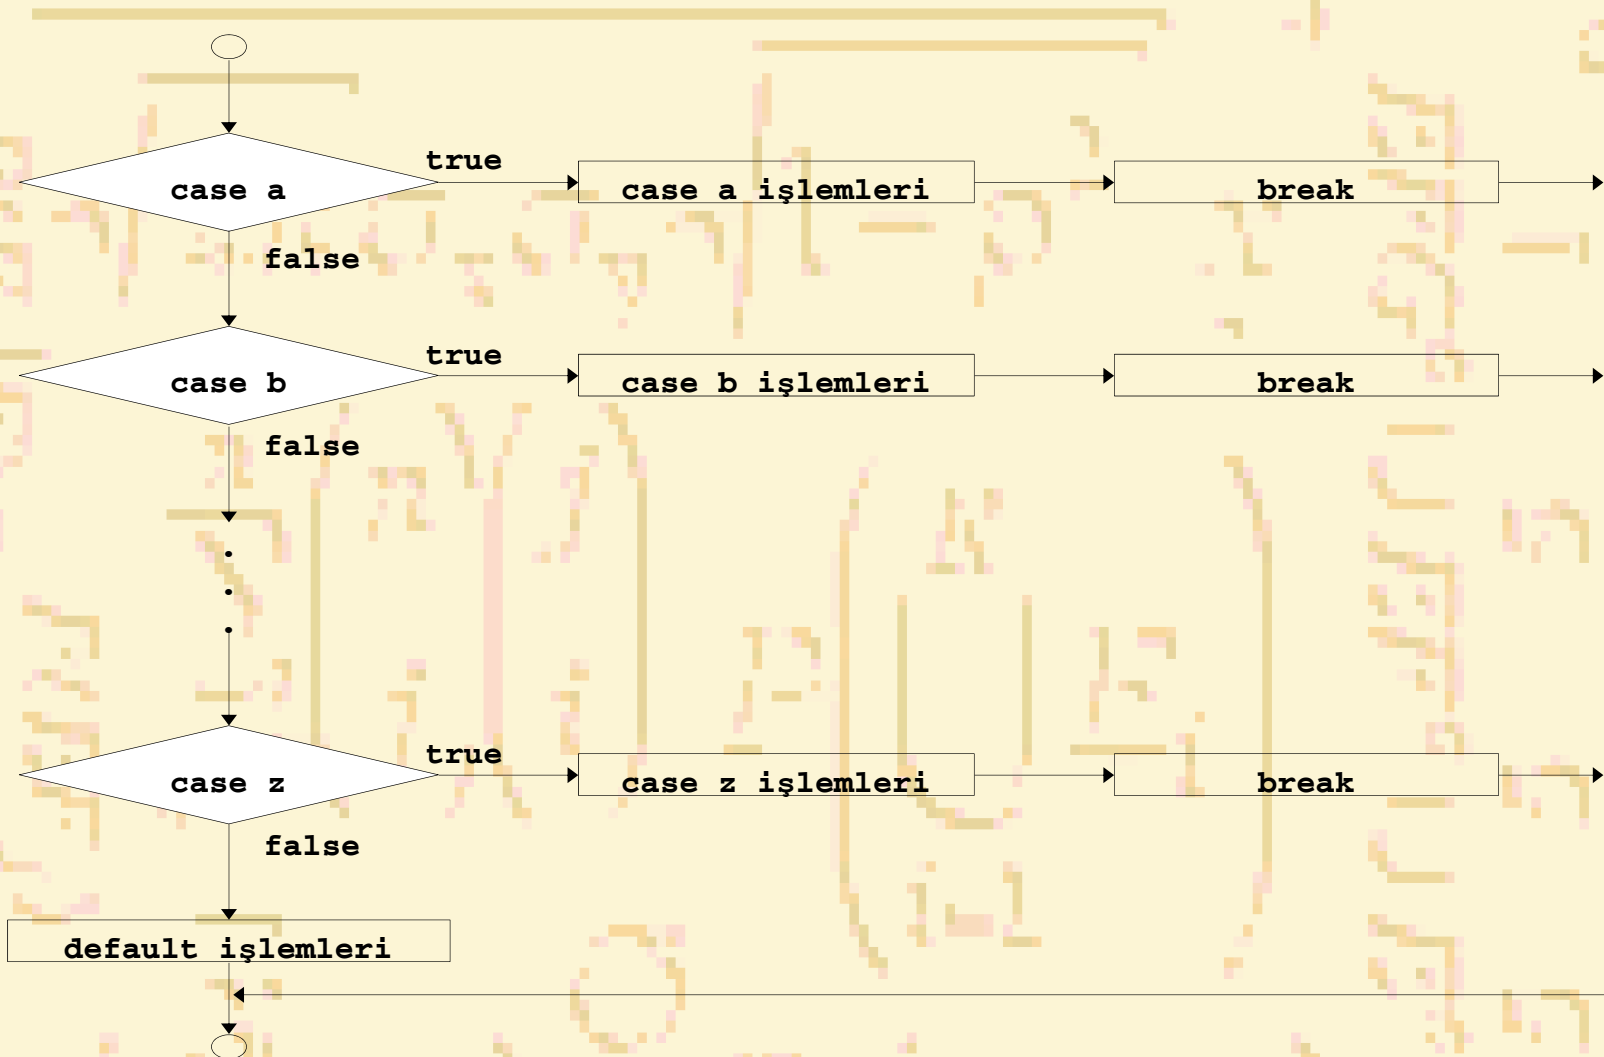 true
case a
case a işlemleri
break
false
true
case b
case b işlemleri
break
false
true
case z
case z işlemleri
break
false
default işlemleri